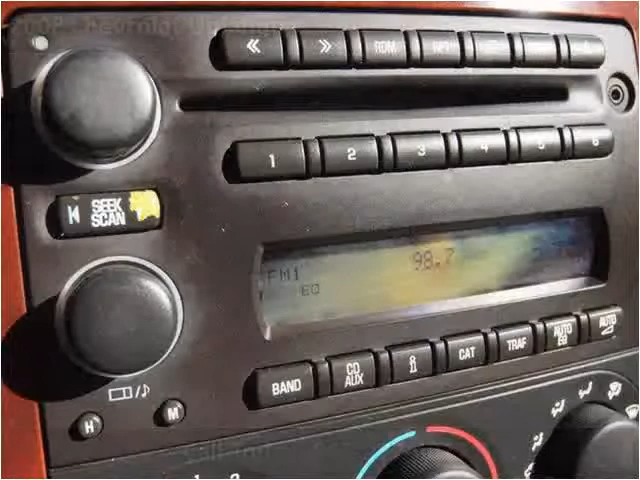 « » RDM
1 2 3 4 5 6
SEEK
SCAN
98.7
FM1
EQ
BAND CD AUX i CAT TRAF AUTO EQ AUTO
H M